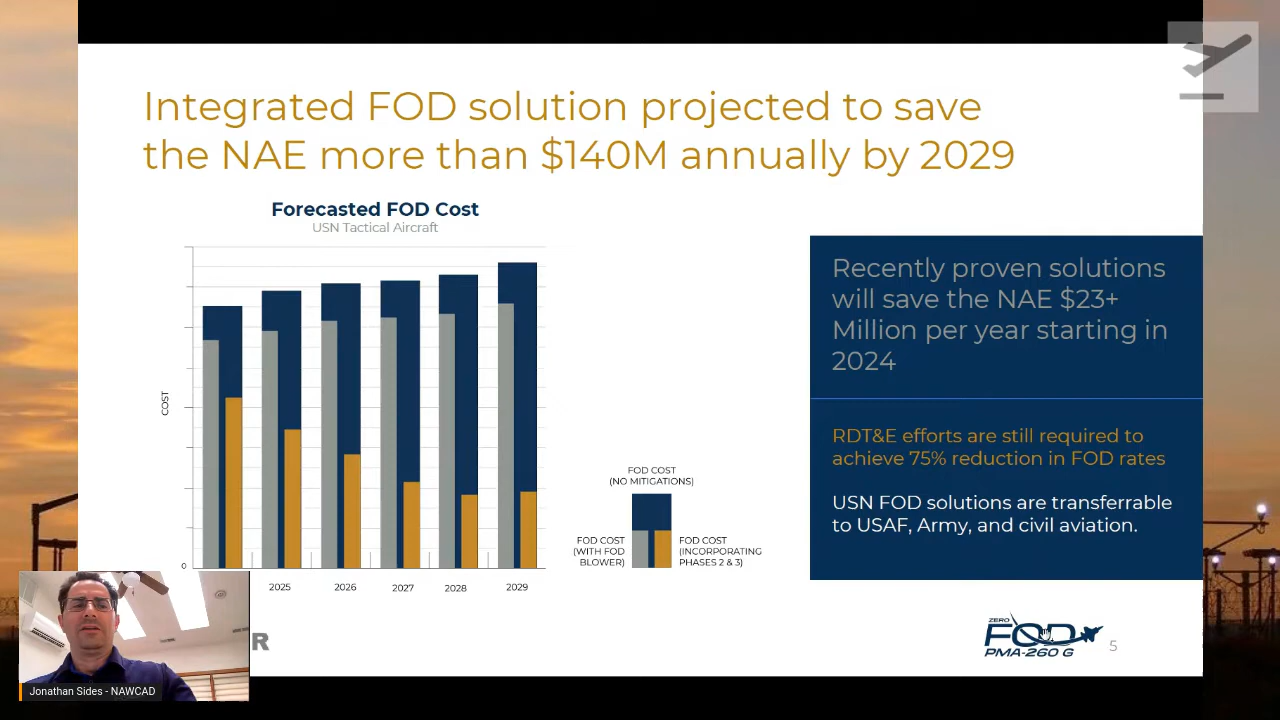 Integrated FOD solution projected to save
the NAE more than $140M annually by 2029
Forecasted FOD Cost
USN Tactical Aircraft
COST
0
2025
2026
2027
2028
2029
FOD COST
(NO MITIGATIONS)
FOD COST
(WITH FOD
BLOWER)
FOD COST
(INCORPORATING
PHASES 2 & 3)
Recently proven solutions
will save the NAE $23+
Million per year starting in
2024
RDT&E efforts are still required to
achieve 75% reduction in FOD rates
USN FOD solutions are transferrable
to USAF, Army, and civil aviation.
R
ZERO
FOD
PMA-260 G
5
Jonathan Sides - NAWCAD